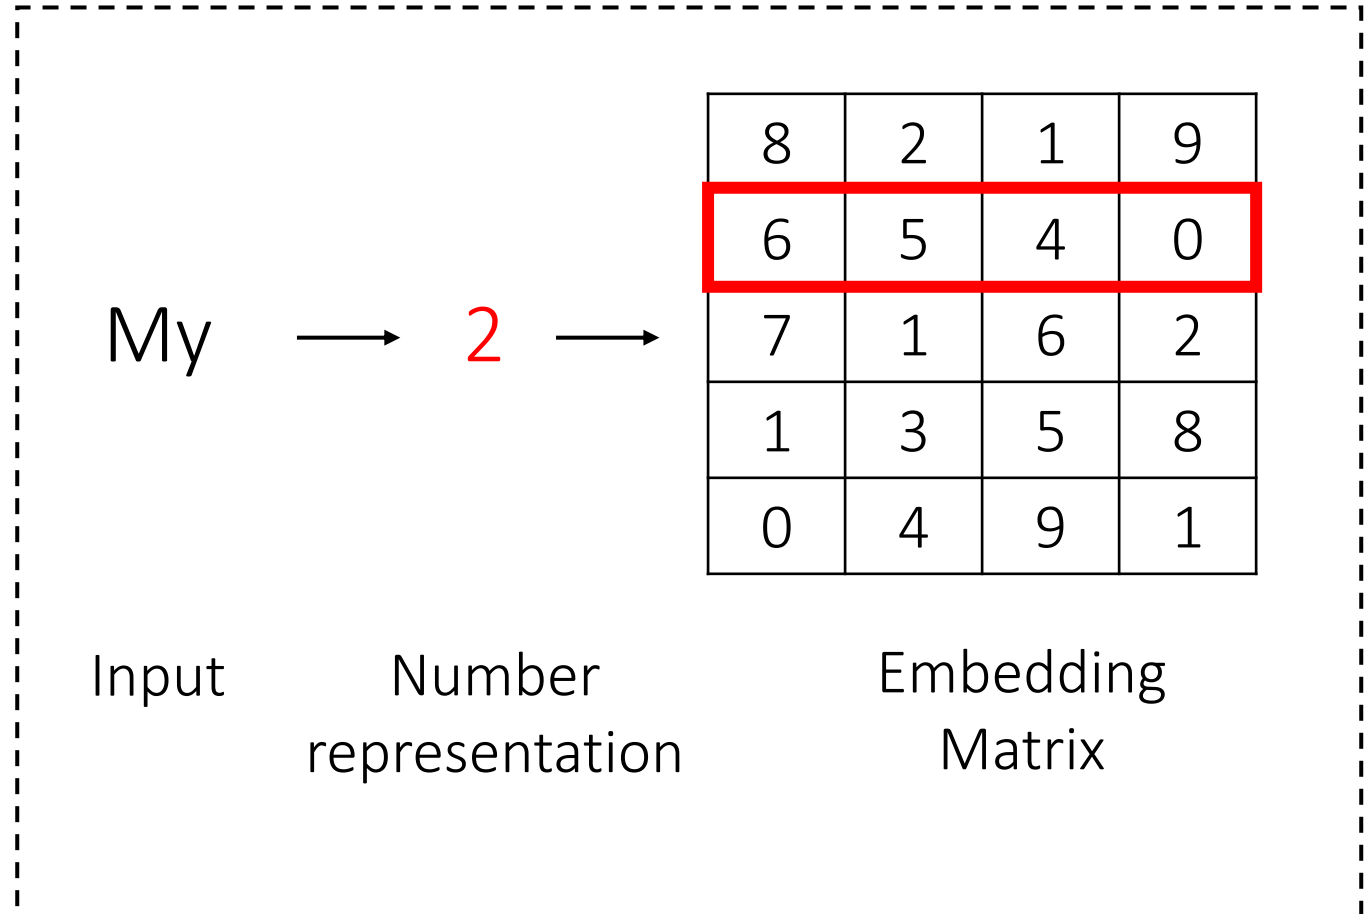 8 2 1 9
6 5 4 0
My 2 7 1 6 2
1 3 5 8
0 4 9 1
Input Number Embedding
representation Matrix